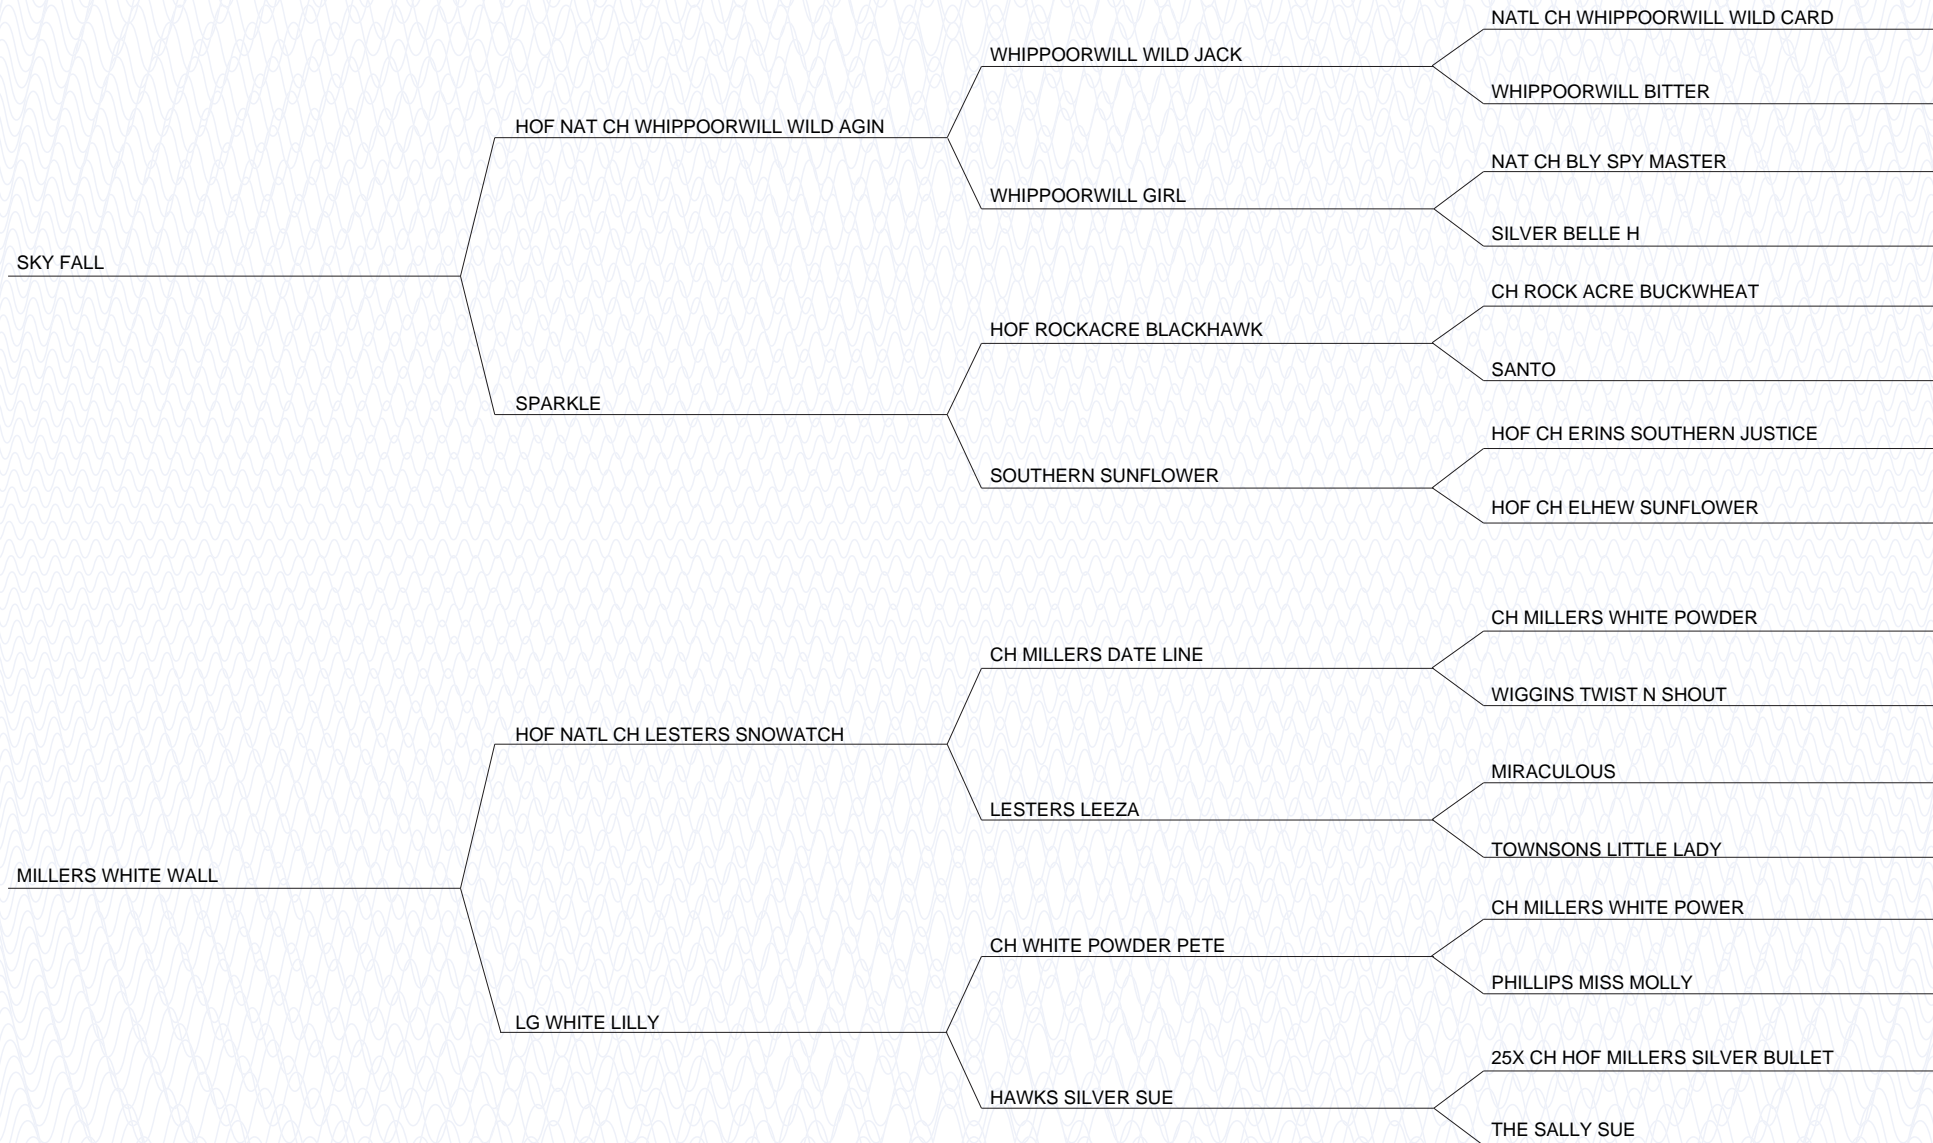 NATL CH WHIPPOORWILL WILD CARD
WHIPPOORWILL WILD JACK
WHIPPOORWILL BITTER
HOF NAT CH WHIPPOORWILL WILD AGIN
NAT CH BLY SPY MASTER
WHIPPOORWILL GIRL
SILVER BELLE H
SKY FALL
CH ROCK ACRE BUCKWHEAT
HOF ROCKACRE BLACKHAWK
SANTO
SPARKLE
HOF CH ERINS SOUTHERN JUSTICE
SOUTHERN SUNFLOWER
HOF CH ELHEW SUNFLOWER
CH MILLERS WHITE POWDER
CH MILLERS DATE LINE
WIGGINS TWIST N SHOUT
HOF NATL CH LESTERS SNOWATCH
MIRACULOUS
LESTERS LEEZA
TOWNSONS LITTLE LADY
MILLERS WHITE WALL
CH MILLERS WHITE POWER
CH WHITE POWDER PETE
PHILLIPS MISS MOLLY
LG WHITE LILLY
25X CH HOF MILLERS SILVER BULLET
HAWKS SILVER SUE
THE SALLY SUE